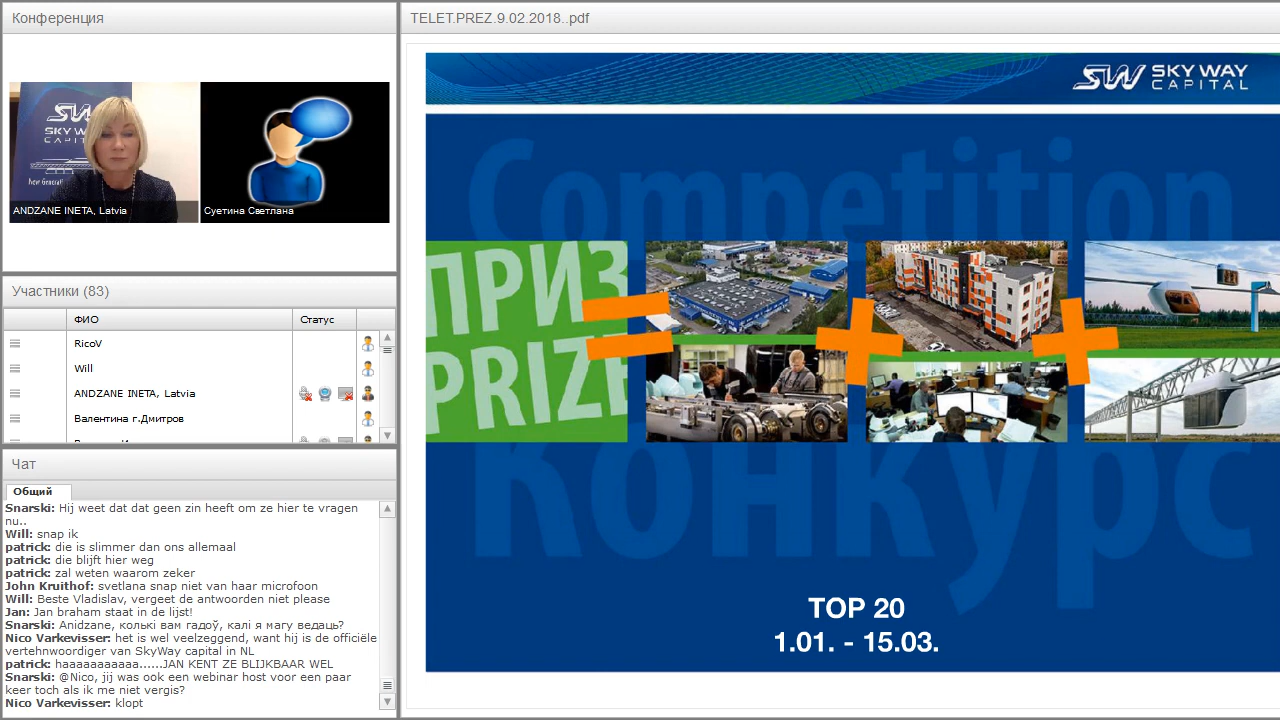 Конференция
SW SKY WAY
CAPITAL
New General
ANDZANE INETA, Latvia
Суетина Светлана
Участники (83)
ФИО
Статус
RicoV
Will
ANDZANE INETA, Latvia
Валентина г.Дмитров
Чат
Общий
Snarski: Hij weet dat dat geen zin heeft om ze hier te vragen
nu..
Will: snap ik
patrick: die is slimmer dan ons allemaal
patrick: die blijft hier weg
patrick: zal weten waarom zeker
John Kruithof: svetlana snap niet van haar microfoon
Will: Beste Vladislav, vergeet de antwoorden niet please
Jan: Jan braham staat in de lijst!
Snarski: Anidzane, колькі вам гадоў, калі я магу ведаць?
Nico Varkevisser: het is wel veelzeggend, want hij is de officiële
vertehnwoordiger van SkyWay Capital in NL
patrick: haaaaaaaaaaa......JAN KENT ZE BLIJKBAAR WEL
Snarski: @Nico, jij was ook een webinar host voor een paar
keer toch als ik me niet vergis?
Nico Varkevisser: klopt
TELET.PREZ.9.02.2018..pdf
SW SKY WAY
CAPITAL
Competition
ПРИЗ
PRIZE
Конкурс
TOP 20
1.01. - 15.03.